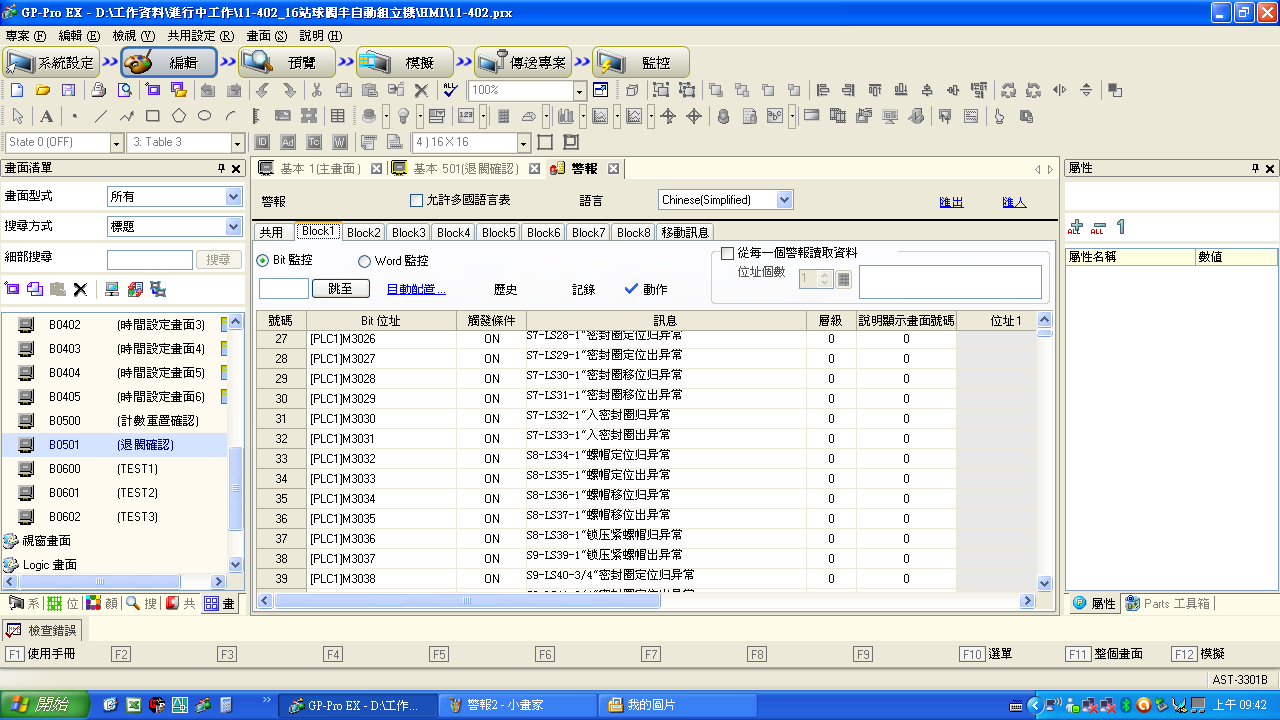 GP-Pro EX - D:\工作資料\進行中工作\11-402_16站球閥半自動組立機\HMI\11-402.prx
專案 (F) 編輯 (E) 檢視 (Y) 共用設定 (R) 畫面 (S) 說明 (H)
系統設定 編輯 預覽 模擬 傳送專案 監控
100%
State 0 (OFF) 3: Table 3 ID Ad Tc W 4 ) 16 X 16
畫面清單
基本 1(主畫面) 基本 501(退閥確認) 警報
屬性
畫面型式 所有
搜尋方式 標題
細部搜尋 搜尋
警報 允許多國語言表 語言 Chinese(Simplified) 匯出 匯入
共用 Block1 Block2 Block3 Block4 Block5 Block6 Block7 Block8 移動訊息
Bit 監控 Word 監控
從每一個警報讀取資料
位址個數 1
跳至 自動配置... 歷史 記錄 動作
屬性名稱 數值
號碼 Bit 位址 觸發條件 訊息 層級 說明顯示畫面號碼 位址 1
27 [PLC1]M3026 ON S7-LS28-1“密封圈定位归异常 0 0
28 [PLC1]M3027 ON S7-LS29-1“密封圈定位出异常 0 0
29 [PLC1]M3028 ON S7-LS30-1“密封圈移位归异常 0 0
30 [PLC1]M3029 ON S7-LS31-1“密封圈移位出异常 0 0
31 [PLC1]M3030 ON S7-LS32-1“入密封圈归异常 0 0
32 [PLC1]M3031 ON S7-LS33-1“入密封圈出异常 0 0
33 [PLC1]M3032 ON S8-LS34-1“螺帽定位归异常 0 0
34 [PLC1]M3033 ON S8-LS35-1“螺帽定位出异常 0 0
35 [PLC1]M3034 ON S8-LS36-1“螺帽移位归异常 0 0
36 [PLC1]M3035 ON S8-LS37-1“螺帽移位出异常 0 0
37 [PLC1]M3036 ON S8-LS38-1“锁压紧螺帽归异常 0 0
38 [PLC1]M3037 ON S9-LS39-1“锁压紧螺帽出异常 0 0
39 [PLC1]M3038 ON S9-LS40-3/4“密封圈定位归异常 0 0
B0402 (時間設定畫面3)
B0403 (時間設定畫面4)
B0404 (時間設定畫面5)
B0405 (時間設定畫面6)
B0500 (計數重置確認)
B0501 (退閥確認)
B0600 (TEST1)
B0601 (TEST2)
B0602 (TEST3)
視窗畫面
Logic 畫面
系 位 顏 搜 共 畫
屬性 Parts 工具箱
檢查錯誤
F1 使用手冊 F2 F3 F4 F5 F6 F7 F8 F9 F10 選單 F11 整個畫面 F12 模擬
AST-3301B
開始 GP-Pro EX - D:\工作... 警報2 - 小畫家 我的圖片 上午 09:42